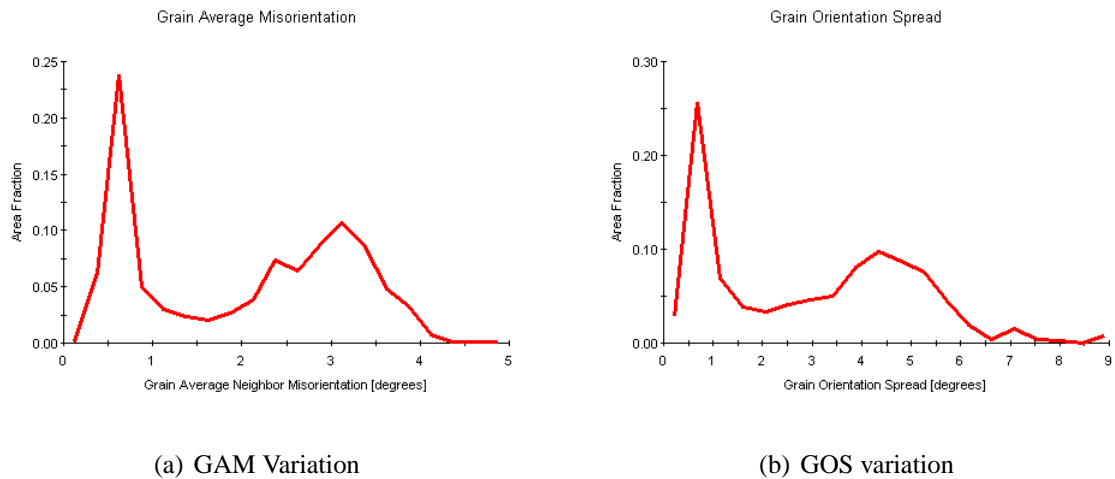 Grain Average Misorientation
0.25
0.20
0.15
0.10
0.05
0.00
Area Fraction
0 1 2 3 4 5
Grain Average Neighbor Misorientation [degrees]
(a) GAM Variation
Grain Orientation Spread
0.30
0.20
0.10
0.00
Area Fraction
0 1 2 3 4 5 6 7 8 9
Grain Orientation Spread [degrees]
(b) GOS variation